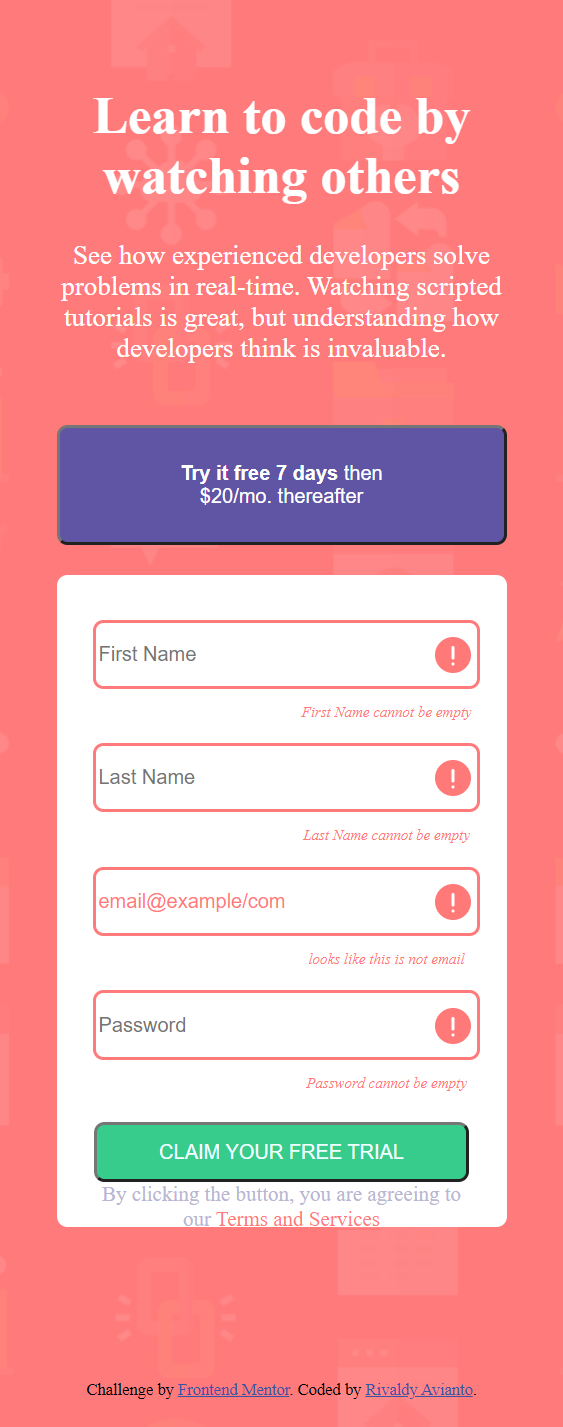 Learn to code by
watching others
See how experienced developers solve
problems in real-time. Watching scripted
tutorials is great, but understanding how
developers think is invaluable.
Try it free 7 days then
$20/mo. thereafter
First Name
First Name cannot be empty
Last Name
Last Name cannot be empty
email@example/com
looks like this is not email
Password
Password cannot be empty
CLAIM YOUR FREE TRIAL
By clicking the button, you are agreeing to
our Terms and Services
Challenge by Frontend Mentor. Coded by Rivaldy Avianto.